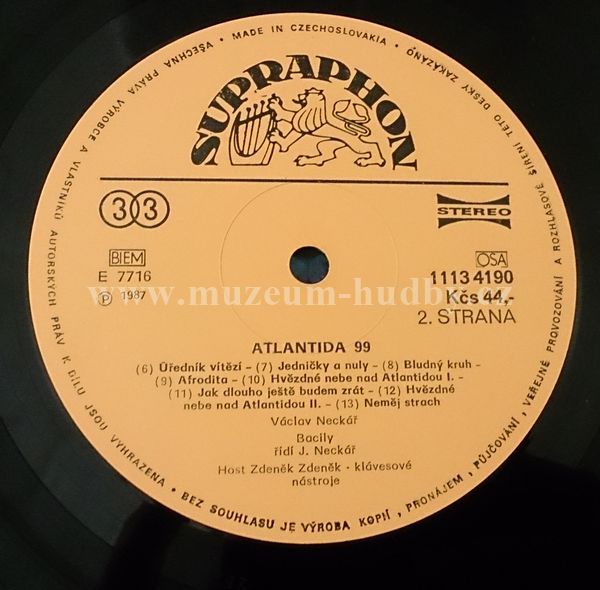 MADE IN CZECHOSLOVAKIA • VŠECHNA PRÁVA VÝROBCE A VLASTNÍKŮ AUTORSKÝCH PRÁV K DÍLU JSOU VYHRAZENA • BEZ SOUHLASU JE VÝROBA KOPIÍ, PRONÁJEM, PŮJČOVÁNÍ, VEŘEJNÉ PROVOZOVÁNÍ A ROZHLASOVÉ ŠÍŘENÍ TÉTO DESKY ZAKÁZÁNO •
SUPRAPHON
33
STEREO
BIEM
OSA
E 7716
1113 4190
Ⓟ 1987
Kčs 44,-
www.muzeum-hudby.cz
2. STRANA
ATLANTIDA 99
(6) Úředník vítězí – (7) Jedničky a nuly – (8) Bludný kruh –
(9) Afrodita – (10) Hvězdné nebe nad Atlantidou I. –
(11) Jak dlouho ještě budem zrát – (12) Hvězdné
nebe nad Atlantidou II. – (13) Neměj strach
Václav Neckář
Bacily
řídí J. Neckář
Host Zdeněk Zdeněk - klávesové
nástroje